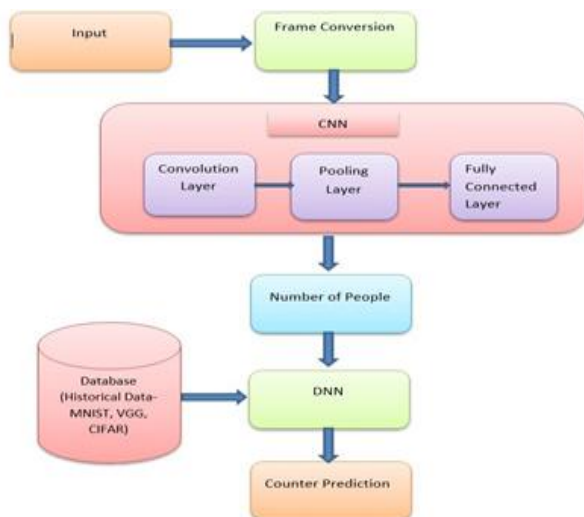 Input
Frame Conversion
CNN
Convolution
Layer
Pooling
Layer
Fully
Connected
Layer
Number of People
Database
(Historical Data-
MNIST, VGG,
CIFAR)
DNN
Counter Prediction